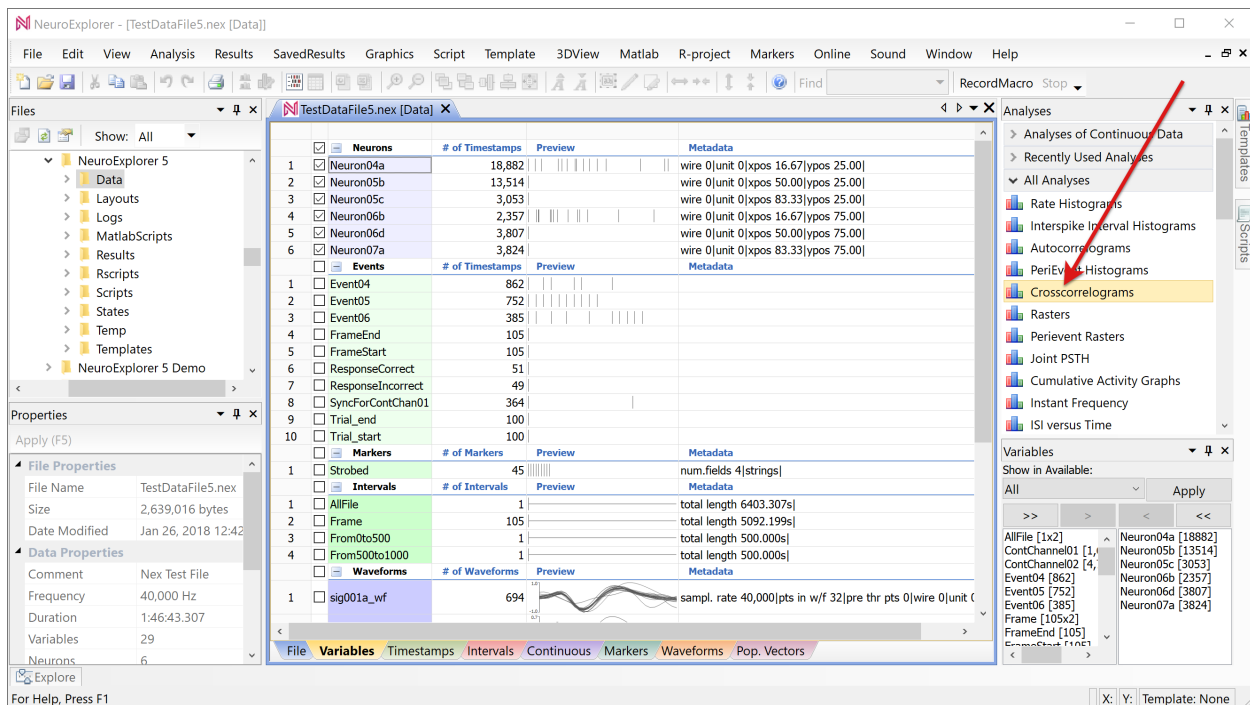 NeuroExplorer - [TestDataFile5.nex [Data]]
File Edit View Analysis Results SavedResults Graphics Script Template 3DView Matlab R-project Markers Online Sound Window Help
Find RecordMacro Stop
Files
Show: All
NeuroExplorer 5
Data
Layouts
Logs
MatlabScripts
Results
Rscripts
Scripts
States
Temp
Templates
NeuroExplorer 5 Demo
Properties
Apply (F5)
File Properties
File Name TestDataFile5.nex
Size 2,639,016 bytes
Date Modified Jan 26, 2018 12:42
Data Properties
Comment Nex Test File
Frequency 40,000 Hz
Duration 1:46:43.307
Variables 29
Neurons 6
Explore
TestDataFile5.nex [Data]
Neurons # of Timestamps Preview Metadata
1 Neuron04a 18,882 wire 0|unit 0|xpos 16.67|ypos 25.00|
2 Neuron05b 13,514 wire 0|unit 0|xpos 50.00|ypos 25.00|
3 Neuron05c 3,053 wire 0|unit 0|xpos 83.33|ypos 25.00|
4 Neuron06b 2,357 wire 0|unit 0|xpos 16.67|ypos 75.00|
5 Neuron06d 3,807 wire 0|unit 0|xpos 50.00|ypos 75.00|
6 Neuron07a 3,824 wire 0|unit 0|xpos 83.33|ypos 75.00|
Events # of Timestamps Preview Metadata
1 Event04 862
2 Event05 752
3 Event06 385
4 FrameEnd 105
5 FrameStart 105
6 ResponseCorrect 51
7 ResponseIncorrect 49
8 SyncForContChan01 364
9 Trial_end 100
10 Trial_start 100
Markers # of Markers Preview Metadata
1 Strobed 45 num.fields 4|strings|
Intervals # of Intervals Preview Metadata
1 AllFile 1 total length 6403.307s|
2 Frame 105 total length 5092.199s|
3 From0to500 1 total length 500.000s|
4 From500to1000 1 total length 500.000s|
Waveforms # of Waveforms Preview Metadata
1 sig001a_wf 694 sampl. rate 40,000|pts in w/f 32|pre thr pts 0|wire 0|unit 0
File Variables Timestamps Intervals Continuous Markers Waveforms Pop. Vectors
Analyses
Analyses of Continuous Data
Recently Used Analyses
All Analyses
Rate Histograms
Interspike Interval Histograms
Autocorrelograms
PeriEvent Histograms
Crosscorrelograms
Rasters
Perievent Rasters
Joint PSTH
Cumulative Activity Graphs
Instant Frequency
ISI versus Time
Variables
Show in Available:
All Apply
>> > < <<
AllFile [1x2] Neuron04a [18882]
ContChannel01 [1, Neuron05b [13514]
ContChannel02 [4, Neuron05c [3053]
Event04 [862] Neuron06b [2357]
Event05 [752] Neuron06d [3807]
Event06 [385] Neuron07a [3824]
Frame [105x2]
FrameEnd [105]
FrameStart [105]
Templates
Scripts
For Help, Press F1
X: Y: Template: None